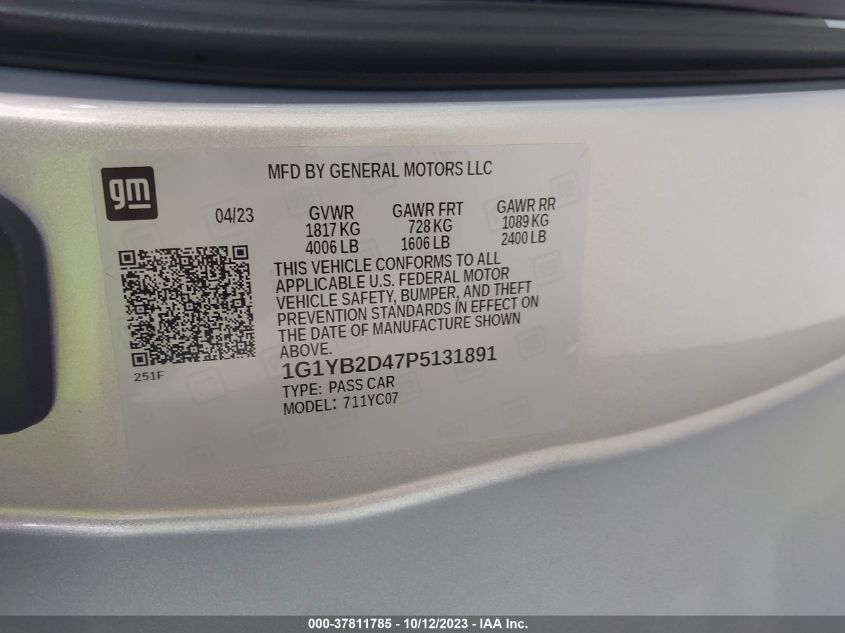 gm
MFD BY GENERAL MOTORS LLC
04/23
GVWR GAWR FRT GAWR RR
1817 KG 728 KG 1089 KG
4006 LB 1606 LB 2400 LB
THIS VEHICLE CONFORMS TO ALL
APPLICABLE U.S. FEDERAL MOTOR
VEHICLE SAFETY, BUMPER, AND THEFT
PREVENTION STANDARDS IN EFFECT ON
THE DATE OF MANUFACTURE SHOWN
ABOVE.
251F
1G1YB2D47P5131891
TYPE: PASS CAR
MODEL: 711YC07
000-37811785 - 10/12/2023 - IAA Inc.